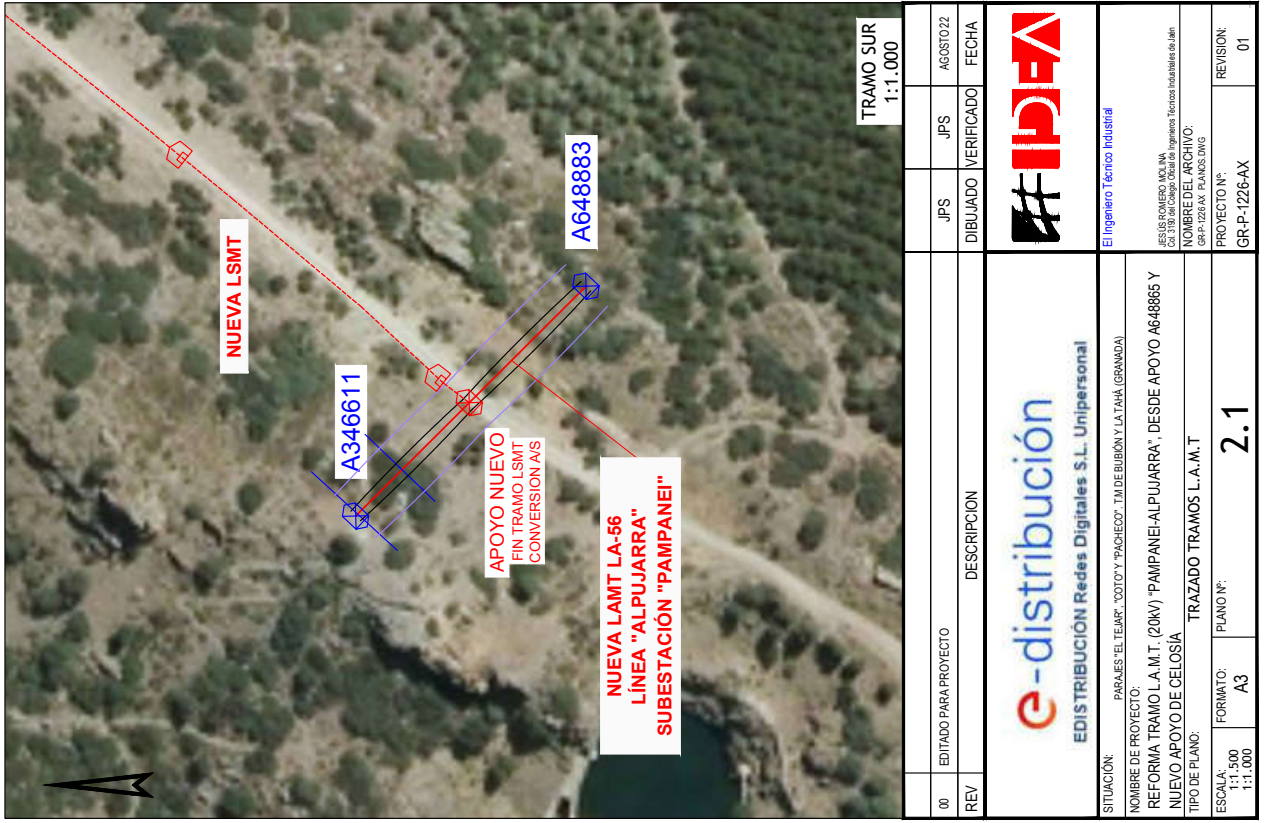 NUEVA LSMT
A346611
A648883
APOYO NUEVO
FIN TRAMO LSMT
CONVERSION A/S
NUEVA LAMT LA-56
LÍNEA "ALPUJARRA"
SUBESTACIÓN "PAMPANEI"
TRAMO SUR
1:1.000
00 EDITADO PARA PROYECTO JPS JPS AGOSTO22
REV DESCRIPCION DIBUJADO VERIFICADO FECHA
e-distribución
EDISTRIBUCIÓN Redes Digitales S.L. Unipersonal
El Ingeniero Técnico Industrial
JESÚS ROMERO MOLINA
Col. 3190 del Colegio Oficial de Ingenieros Técnicos Industriales de Jaén
SITUACIÓN:
PARAJES "EL TEJAR", "COTO" Y "PACHECO". T.M DE BUBIÓN Y LA TAHÁ (GRANADA)
NOMBRE DE PROYECTO:
REFORMA TRAMO L.A.M.T. (20KV) "PAMPANEI-ALPUJARRA", DESDE APOYO A648865 Y
NUEVO APOYO DE CELOSÍA
NOMBRE DEL ARCHIVO:
GR-P-1226 AX PLANOS.DWG
TIPO DE PLANO:
TRAZADO TRAMOS L.A.M.T
ESCALA:
1:1.500
1:1.000
FORMATO:
A3
PLANO Nº:
2.1
PROYECTO Nº:
GR-P-1226-AX
REVISION:
01